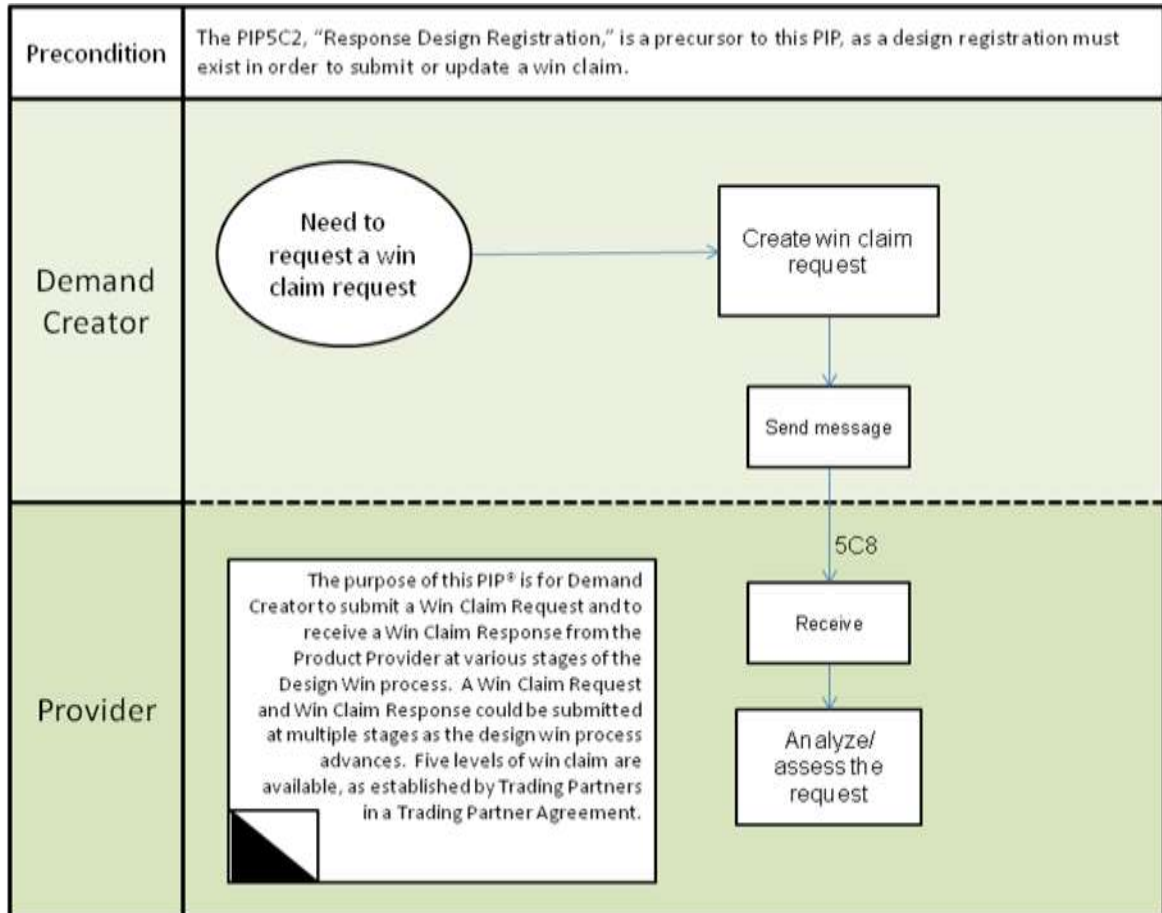 Precondition
The PIP5C2, “Response Design Registration,” is a precursor to this PIP, as a design registration must
exist in order to submit or update a win claim.
Demand
Creator
Need to
request a win
claim request
Create win claim
request
Send message
5C8
Provider
The purpose of this PIP® is for Demand
Creator to submit a Win Claim Request and to
receive a Win Claim Response from the
Product Provider at various stages of the
Design Win process. A Win Claim Request
and Win Claim Response could be submitted
at multiple stages as the design win process
advances. Five levels of win claim are
available, as established by Trading Partners
in a Trading Partner Agreement.
Receive
Analyze/
assess the
request